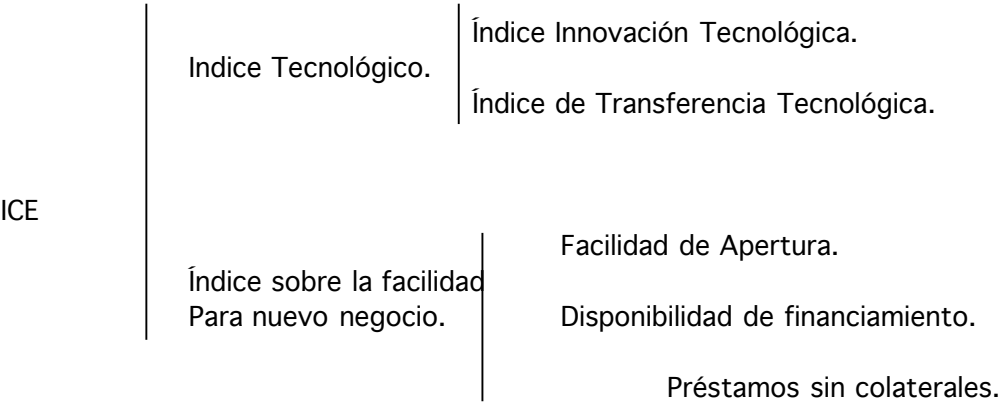 Índice Innovación Tecnológica.
Indice Tecnológico.
Índice de Transferencia Tecnológica.
ICE
Facilidad de Apertura.
Índice sobre la facilidad
Para nuevo negocio.
Disponibilidad de financiamiento.
Préstamos sin colaterales.